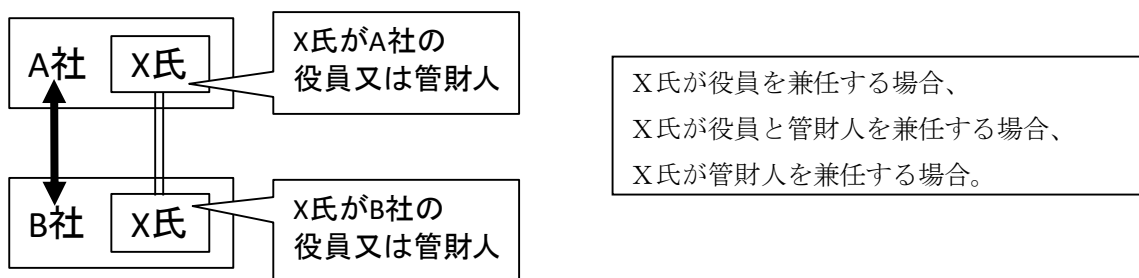 A社
X氏
X氏がA社の
役員又は管財人
B社
X氏
X氏がB社の
役員又は管財人
Ｘ氏が役員を兼任する場合、
Ｘ氏が役員と管財人を兼任する場合、
Ｘ氏が管財人を兼任する場合。